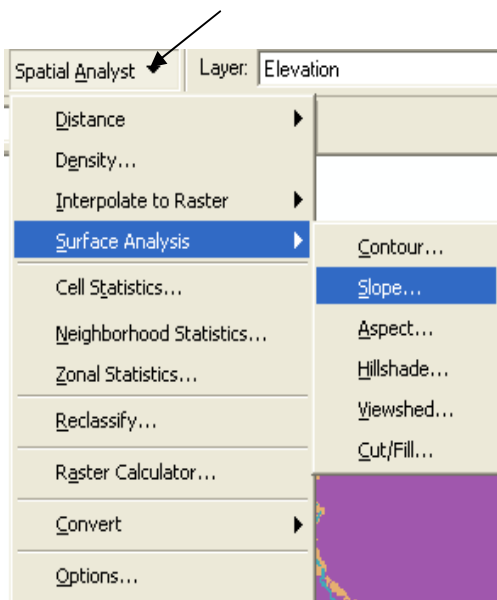 Spatial Analyst Layer: Elevation
Distance
Density...
Interpolate to Raster
Surface Analysis
Cell Statistics...
Neighborhood Statistics...
Zonal Statistics...
Reclassify...
Raster Calculator...
Convert
Options...
Contour...
Slope...
Aspect...
Hillshade...
Viewshed...
Cut/Fill...